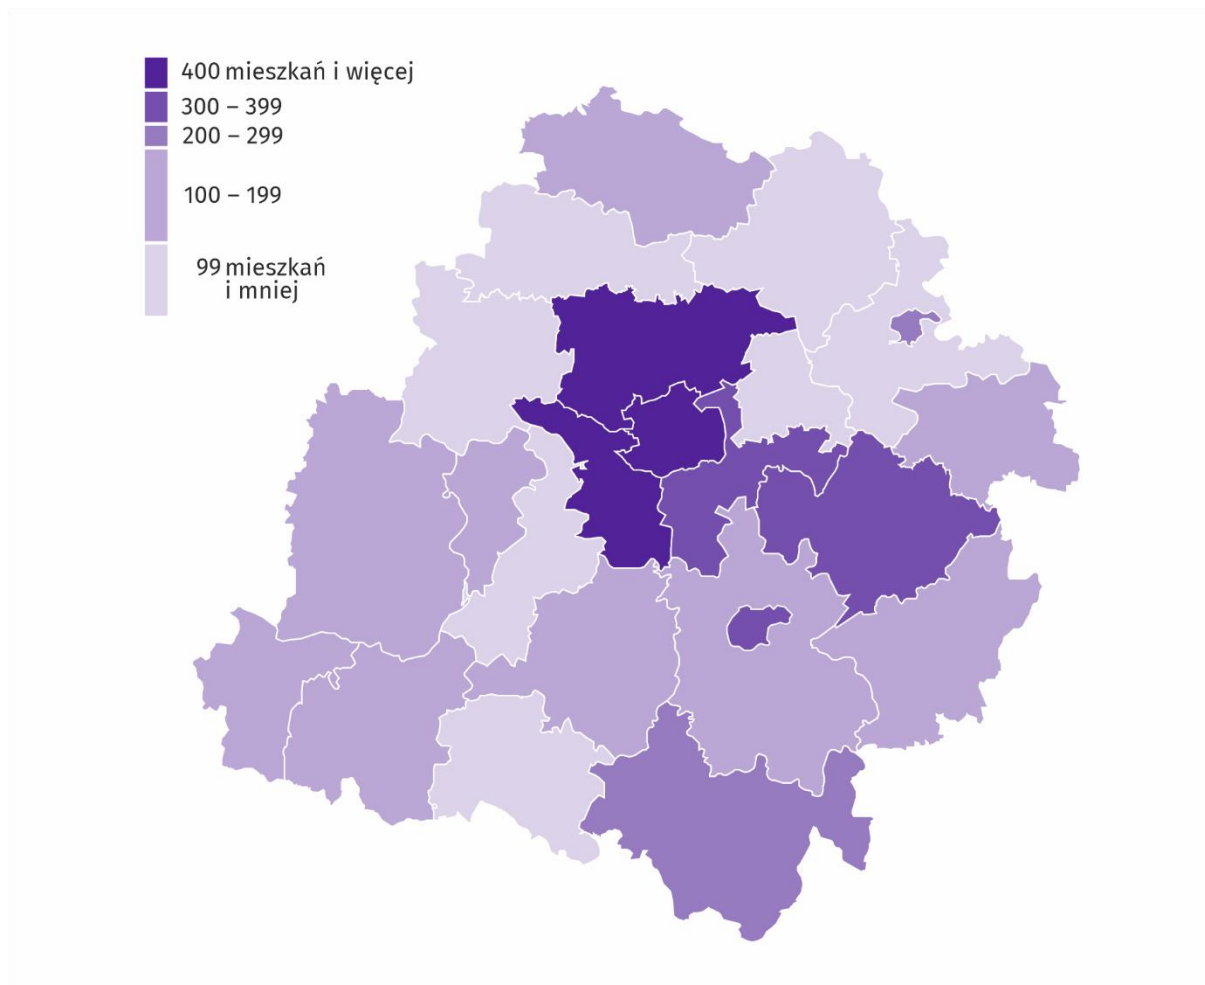 400 mieszkań i więcej
300 – 399
200 – 299
100 – 199
99 mieszkań
i mniej